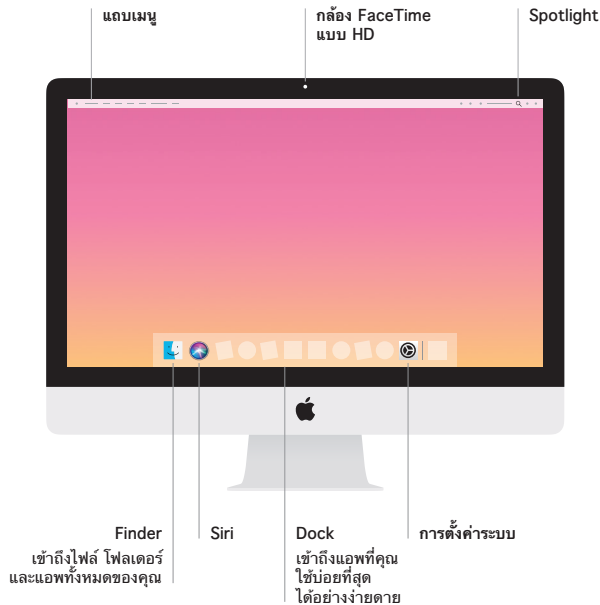 แถบเมนู
กล้อง FaceTime
แบบ HD
Spotlight
Finder
เข้าถึงไฟล์ โฟลเดอร์
และแอพทั้งหมดของคุณ
Siri
Dock
เข้าถึงแอพที่คุณ
ใช้บ่อยที่สุด
ได้อย่างง่ายดาย
การตั้งค่าระบบ